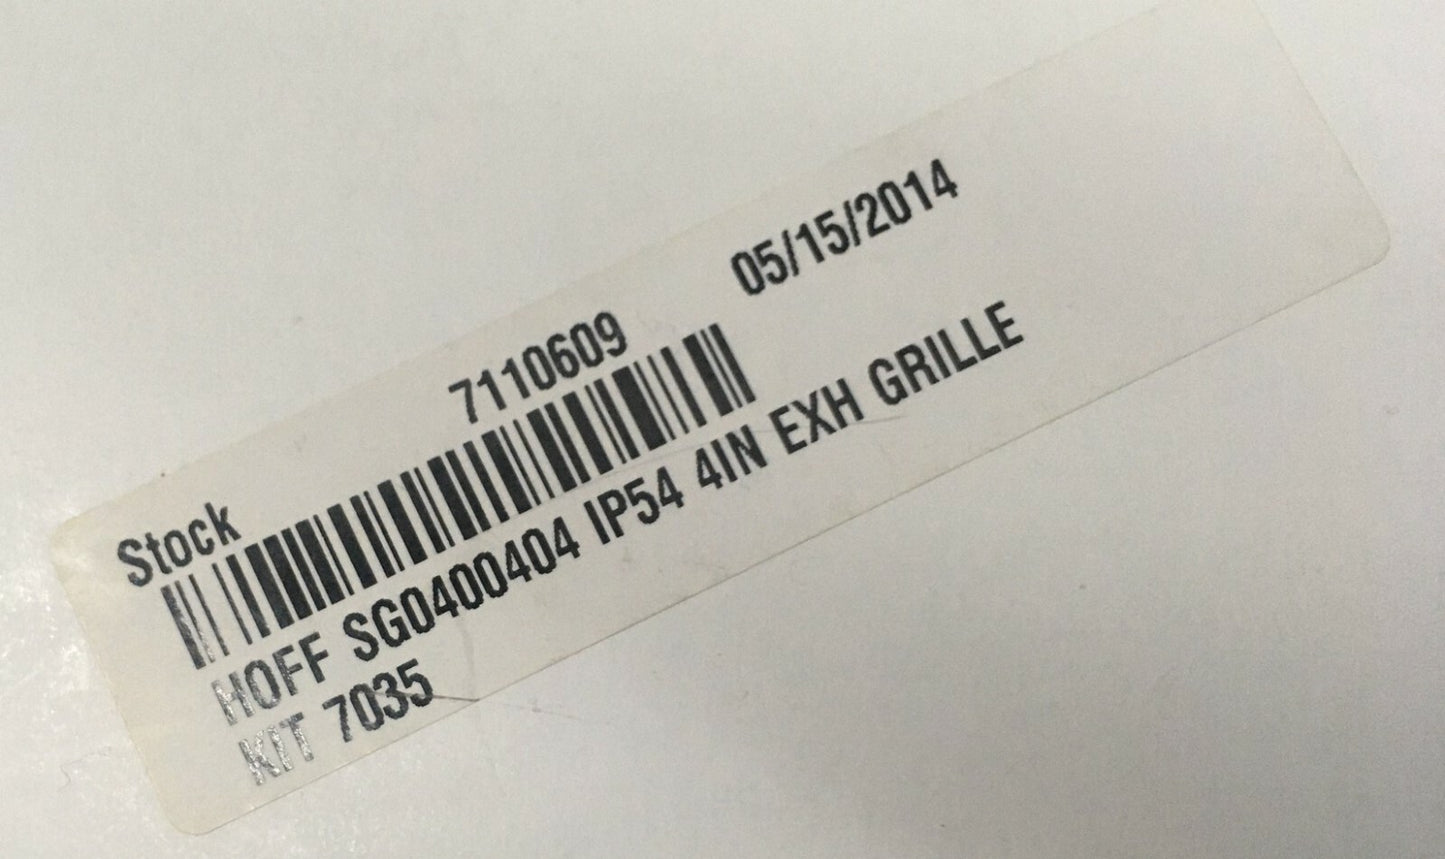 7110609 05/15/2014
Stock
HOFF SG0400404 IP54 4IN EXH GRILLE
KIT 7035